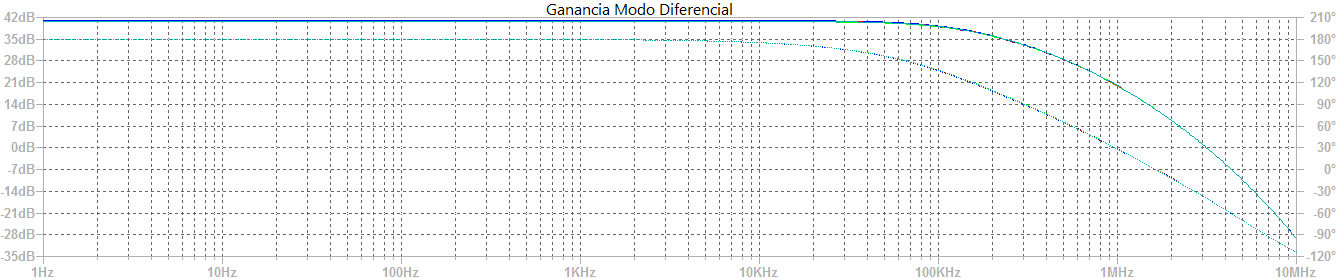 Ganancia Modo Diferencial
42dB
35dB
28dB
21dB
14dB
7dB
0dB
-7dB
-14dB
-21dB
-28dB
-35dB
210°
180°
150°
120°
90°
60°
30°
0°
-30°
-60°
-90°
-120°
1Hz 10Hz 100Hz 1KHz 10KHz 100KHz 1MHz 10MHz